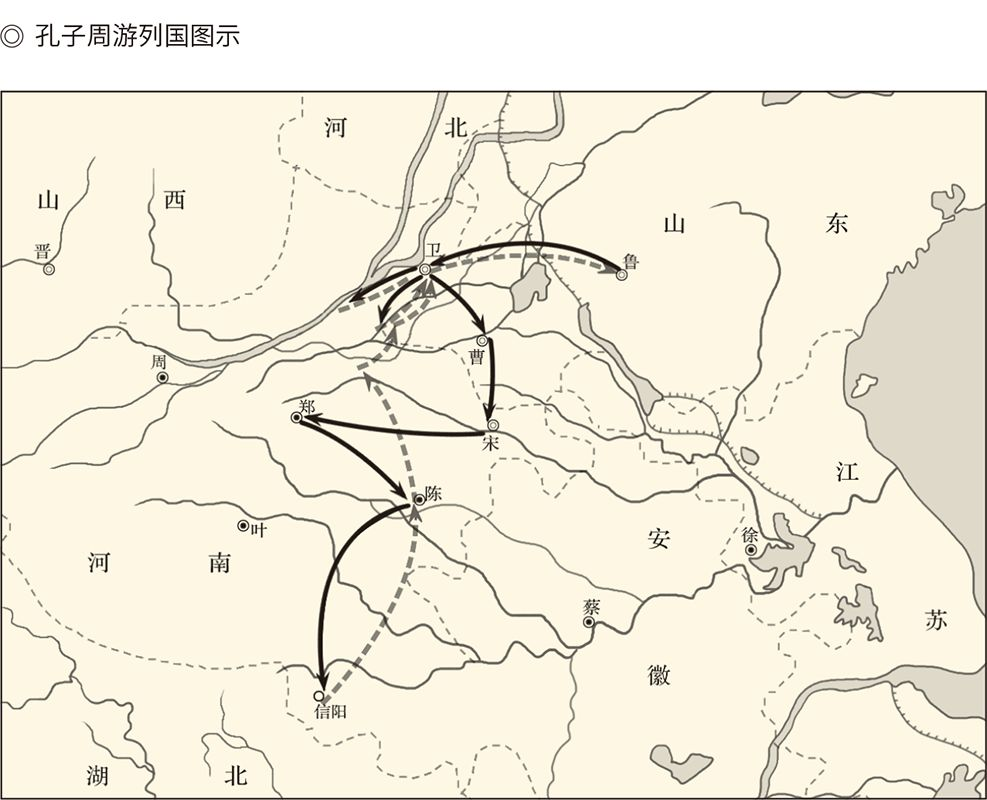 ◎ 孔子周游列国图示
河 北
山 西
山 东
晋
卫
鲁
周
曹
郑
宋
江
陈
叶
河 南
安
徐
蔡
苏
徽
信阳
湖 北